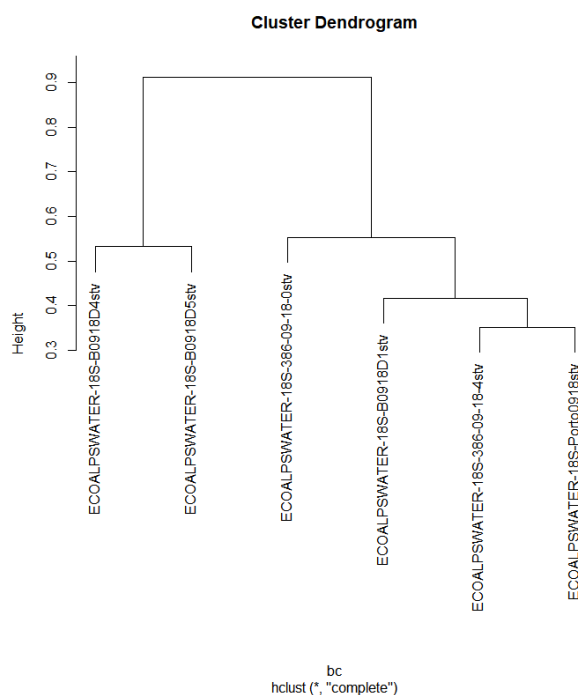 Cluster Dendrogram
Height
0.9
0.8
0.7
0.6
0.5
0.4
0.3
ECOALPSWATER-18S-B0918D4stv
ECOALPSWATER-18S-B0918D5stv
ECOALPSWATER-18S-386-09-18-0stv
ECOALPSWATER-18S-B0918D1stv
ECOALPSWATER-18S-386-09-18-4stv
ECOALPSWATER-18S-Porto0918stv
bc
hclust (*, "complete")